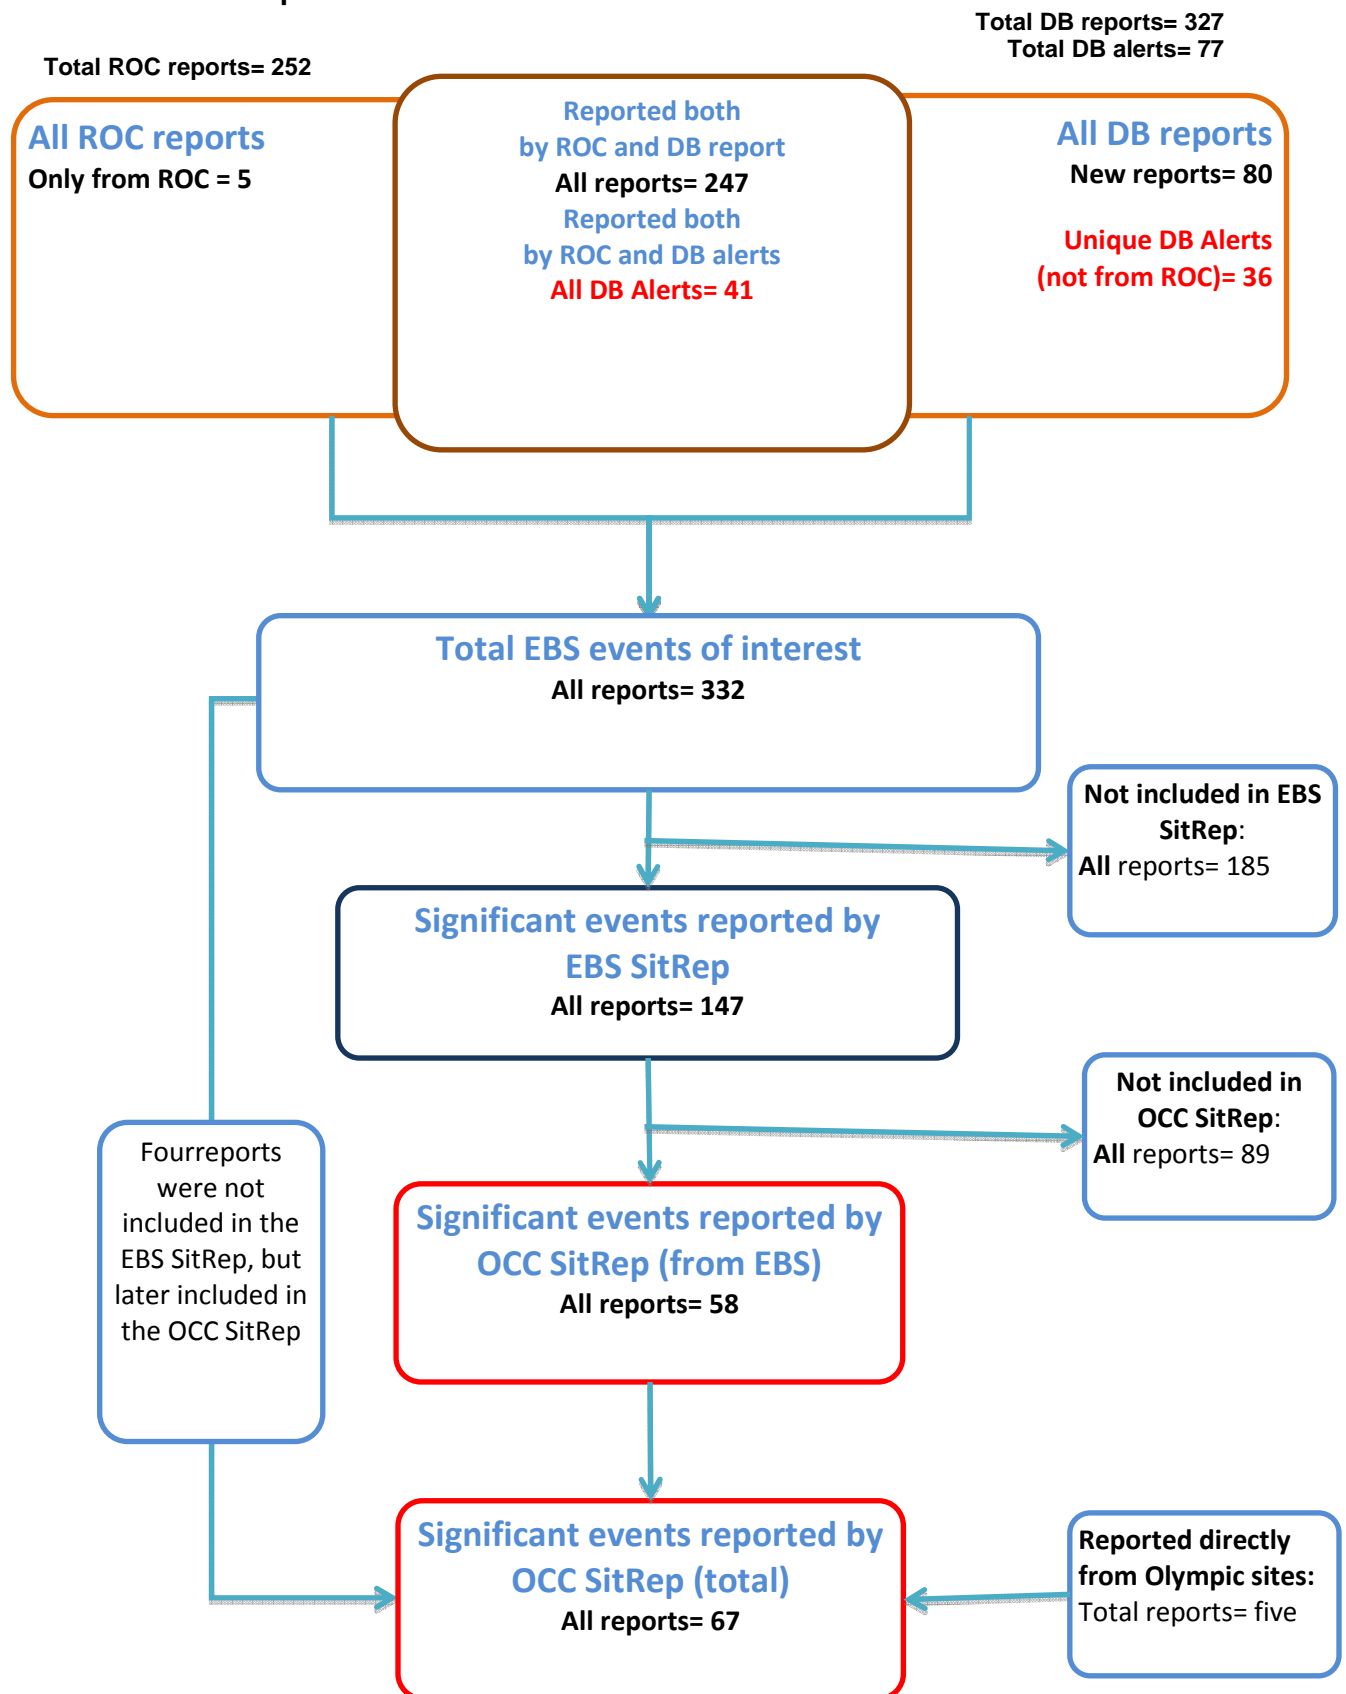 Total DB reports= 327
Total DB alerts= 77
Total ROC reports= 252
All ROC reports
Only from ROC = 5
Reported both
by ROC and DB report
All reports= 247
Reported both
by ROC and DB alerts
All DB Alerts= 41
All DB reports
New reports= 80
Unique DB Alerts
(not from ROC)= 36
Total EBS events of interest
All reports= 332
Not included in EBS
SitRep:
All reports= 185
Significant events reported by
EBS SitRep
All reports= 147
Not included in
OCC SitRep:
All reports= 89
Fourreports
were not
included in the
EBS SitRep, but
later included in
the OCC SitRep
Significant events reported by
OCC SitRep (from EBS)
All reports= 58
Significant events reported by
OCC SitRep (total)
All reports= 67
Reported directly
from Olympic sites:
Total reports= five